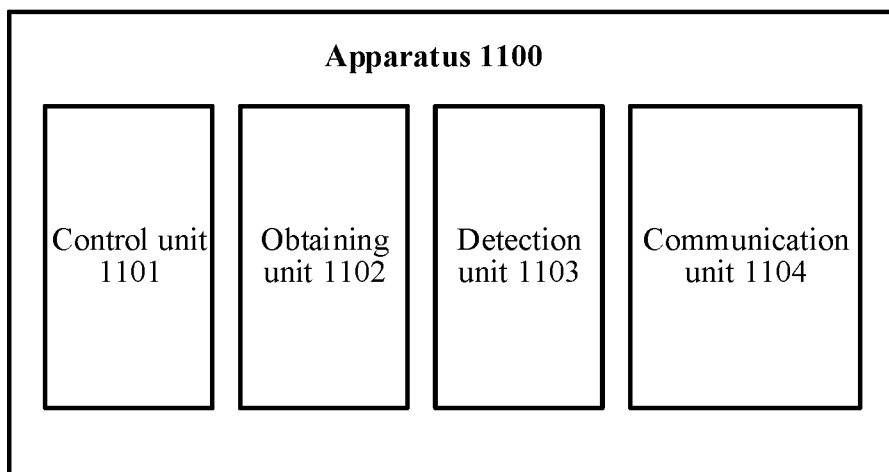 Apparatus 1100
Control unit
1101
Obtaining
unit 1102
Detection
unit 1103
Communication
unit 1104